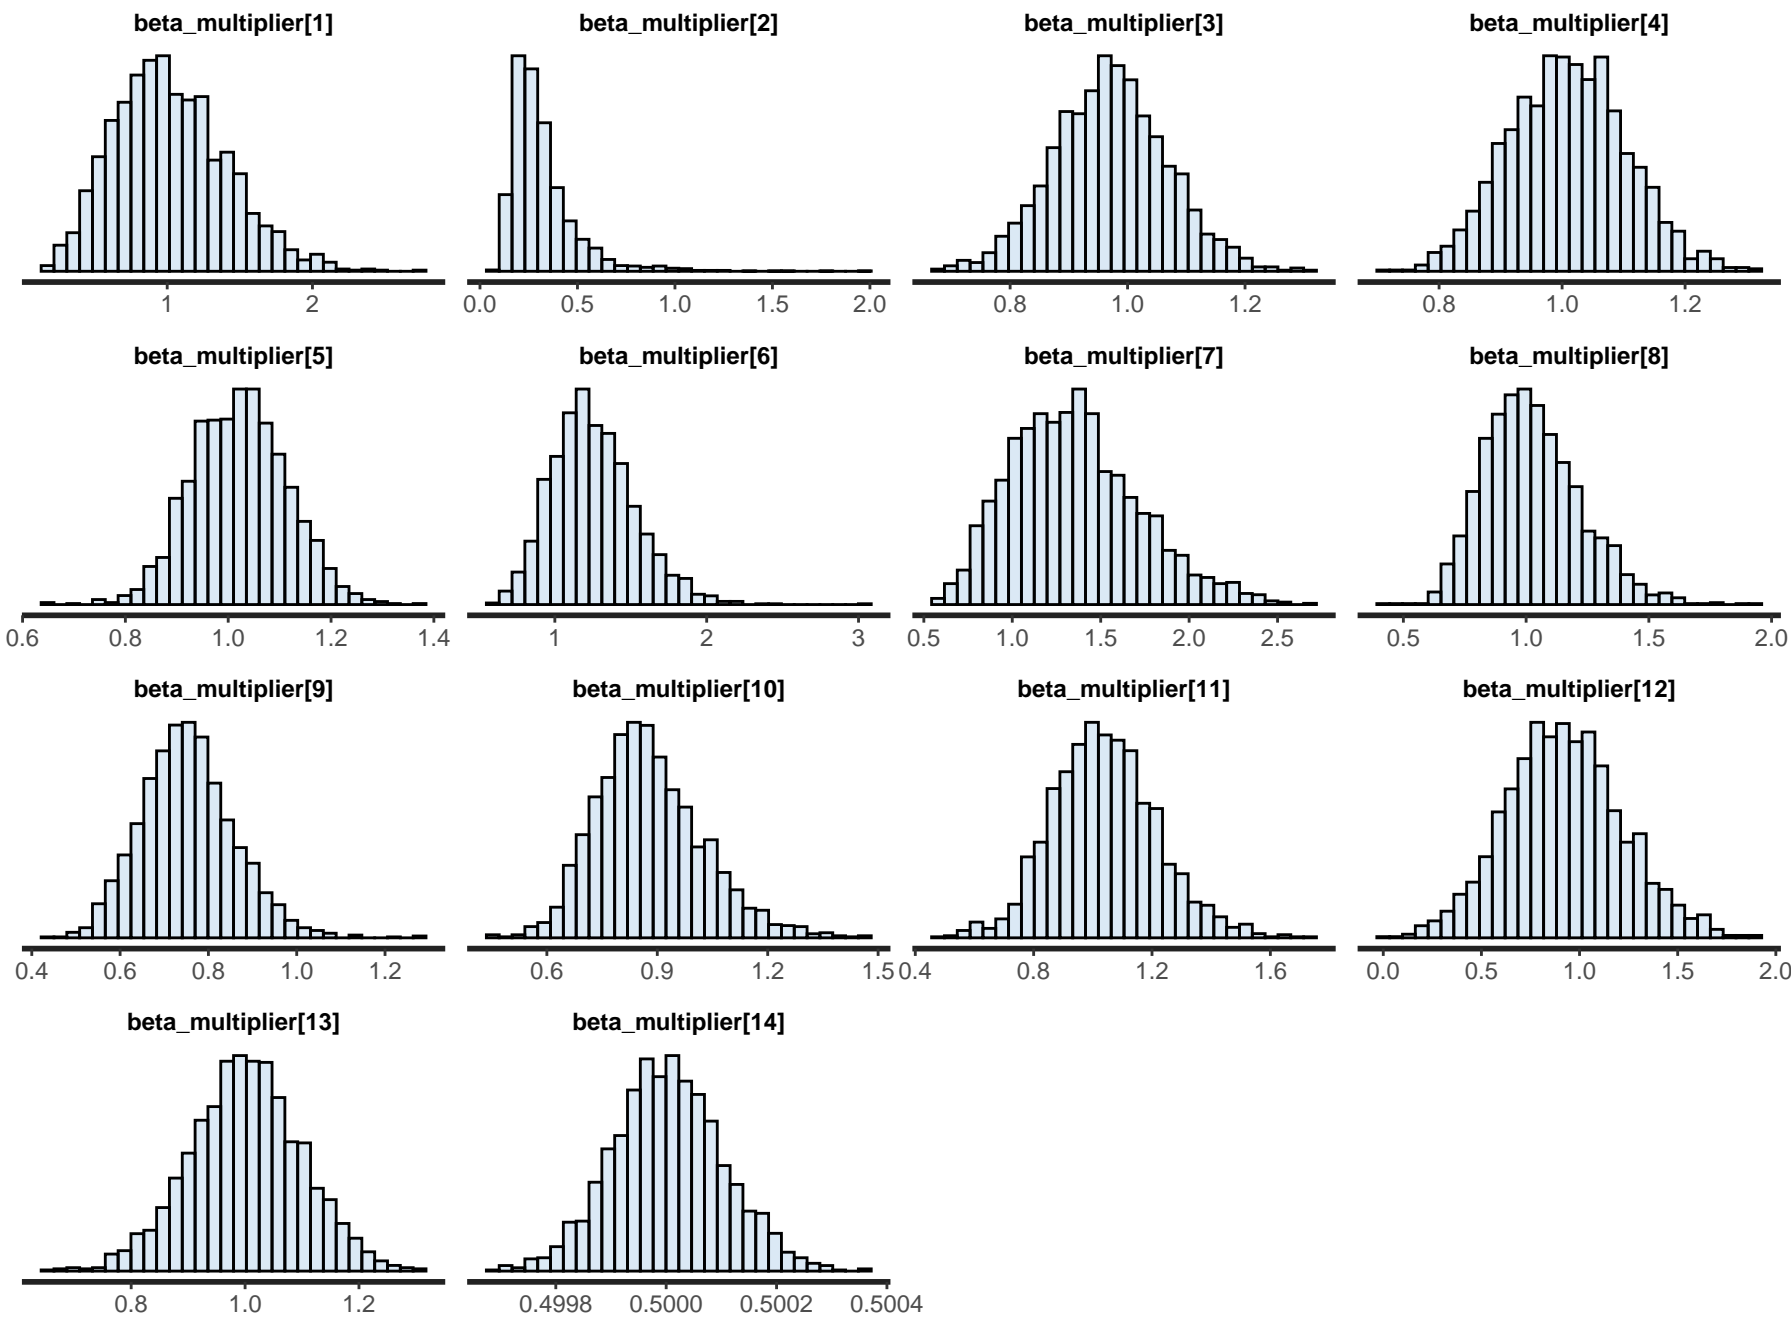 beta_multiplier[1] beta_multiplier[2] beta_multiplier[3] beta_multiplier[4]
1 2 0.0 0.5 1.0 1.5 2.0 0.8 1.0 1.2 0.8 1.0 1.2
beta_multiplier[5] beta_multiplier[6] beta_multiplier[7] beta_multiplier[8]
0.6 0.8 1.0 1.2 1.4 1 2 3 0.5 1.0 1.5 2.0 2.5 0.5 1.0 1.5 2.0
beta_multiplier[9] beta_multiplier[10] beta_multiplier[11] beta_multiplier[12]
0.4 0.6 0.8 1.0 1.2 0.6 0.9 1.2 1.5 0.4 0.8 1.2 1.6 0.0 0.5 1.0 1.5 2.0
beta_multiplier[13] beta_multiplier[14]
0.8 1.0 1.2 0.4998 0.5000 0.5002 0.5004